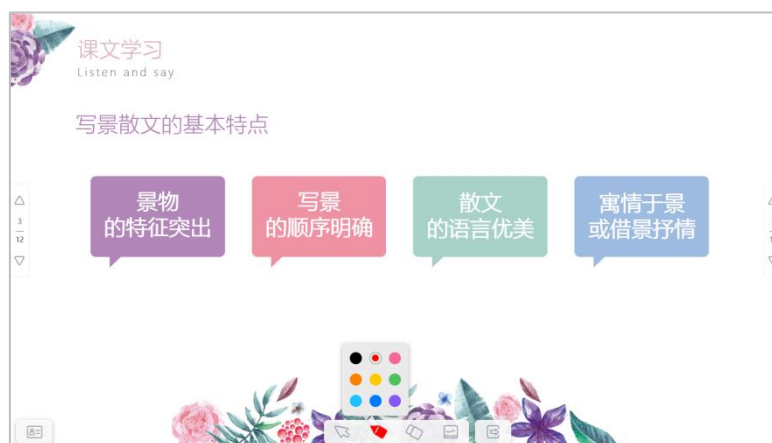 课文学习
Listen and say
写景散文的基本特点
景物
的特征突出
写景
的顺序明确
散文
的语言优美
寓情于景
或借景抒情
3
12